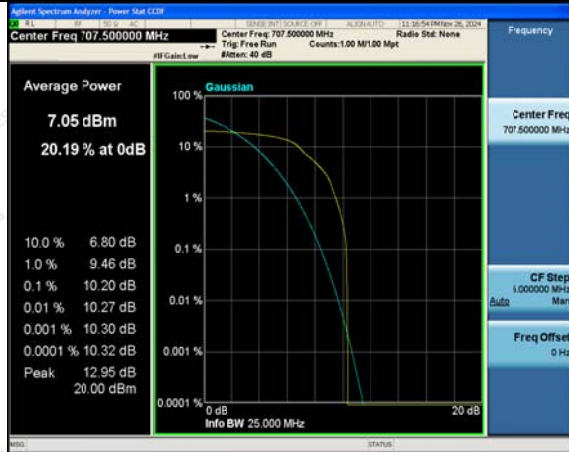 Agilent Spectrum Analyzer - Power Stat CCDF
RL RF 50 Ω AC SENSE:INT SOURCE OFF ALIGN AUTO 11:16:54 PM Nov 26, 2024
Center Freq 707.500000 MHz
Center Freq: 707.500000 MHz Radio Std: None
Trig: Free Run Counts:1.00 M/1.00 Mpt
#IFGain:Low #Atten: 40 dB
Frequency
Average Power
7.05 dBm
20.19 % at 0dB
10.0 % 6.80 dB
1.0 % 9.46 dB
0.1 % 10.20 dB
0.01 % 10.27 dB
0.001 % 10.30 dB
0.0001 % 10.32 dB
Peak 12.95 dB
20.00 dBm
Gaussian
100 %
10 %
1 %
0.1 %
0.01 %
0.001 %
0.0001 %
0 dB 20 dB
Info BW 25.000 MHz
Center Freq
707.500000 MHz
CF Step
.000000 MHz
Auto Man
Freq Offset
0 Hz
MSG STATUS